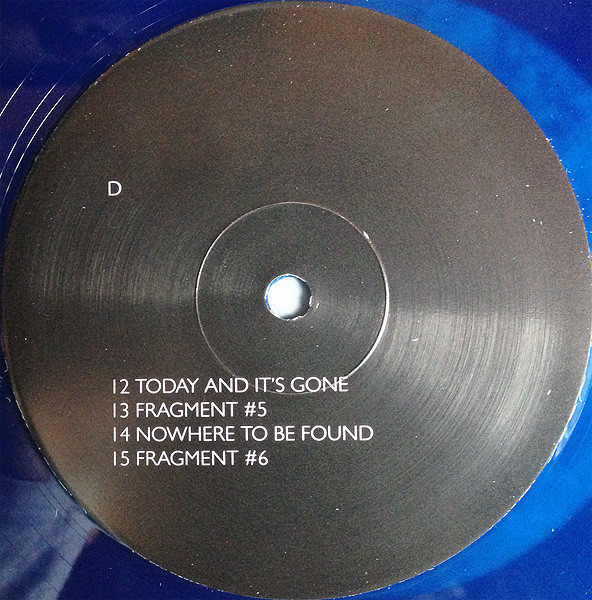 D
12 TODAY AND IT'S GONE
13 FRAGMENT #5
14 NOWHERE TO BE FOUND
15 FRAGMENT #6